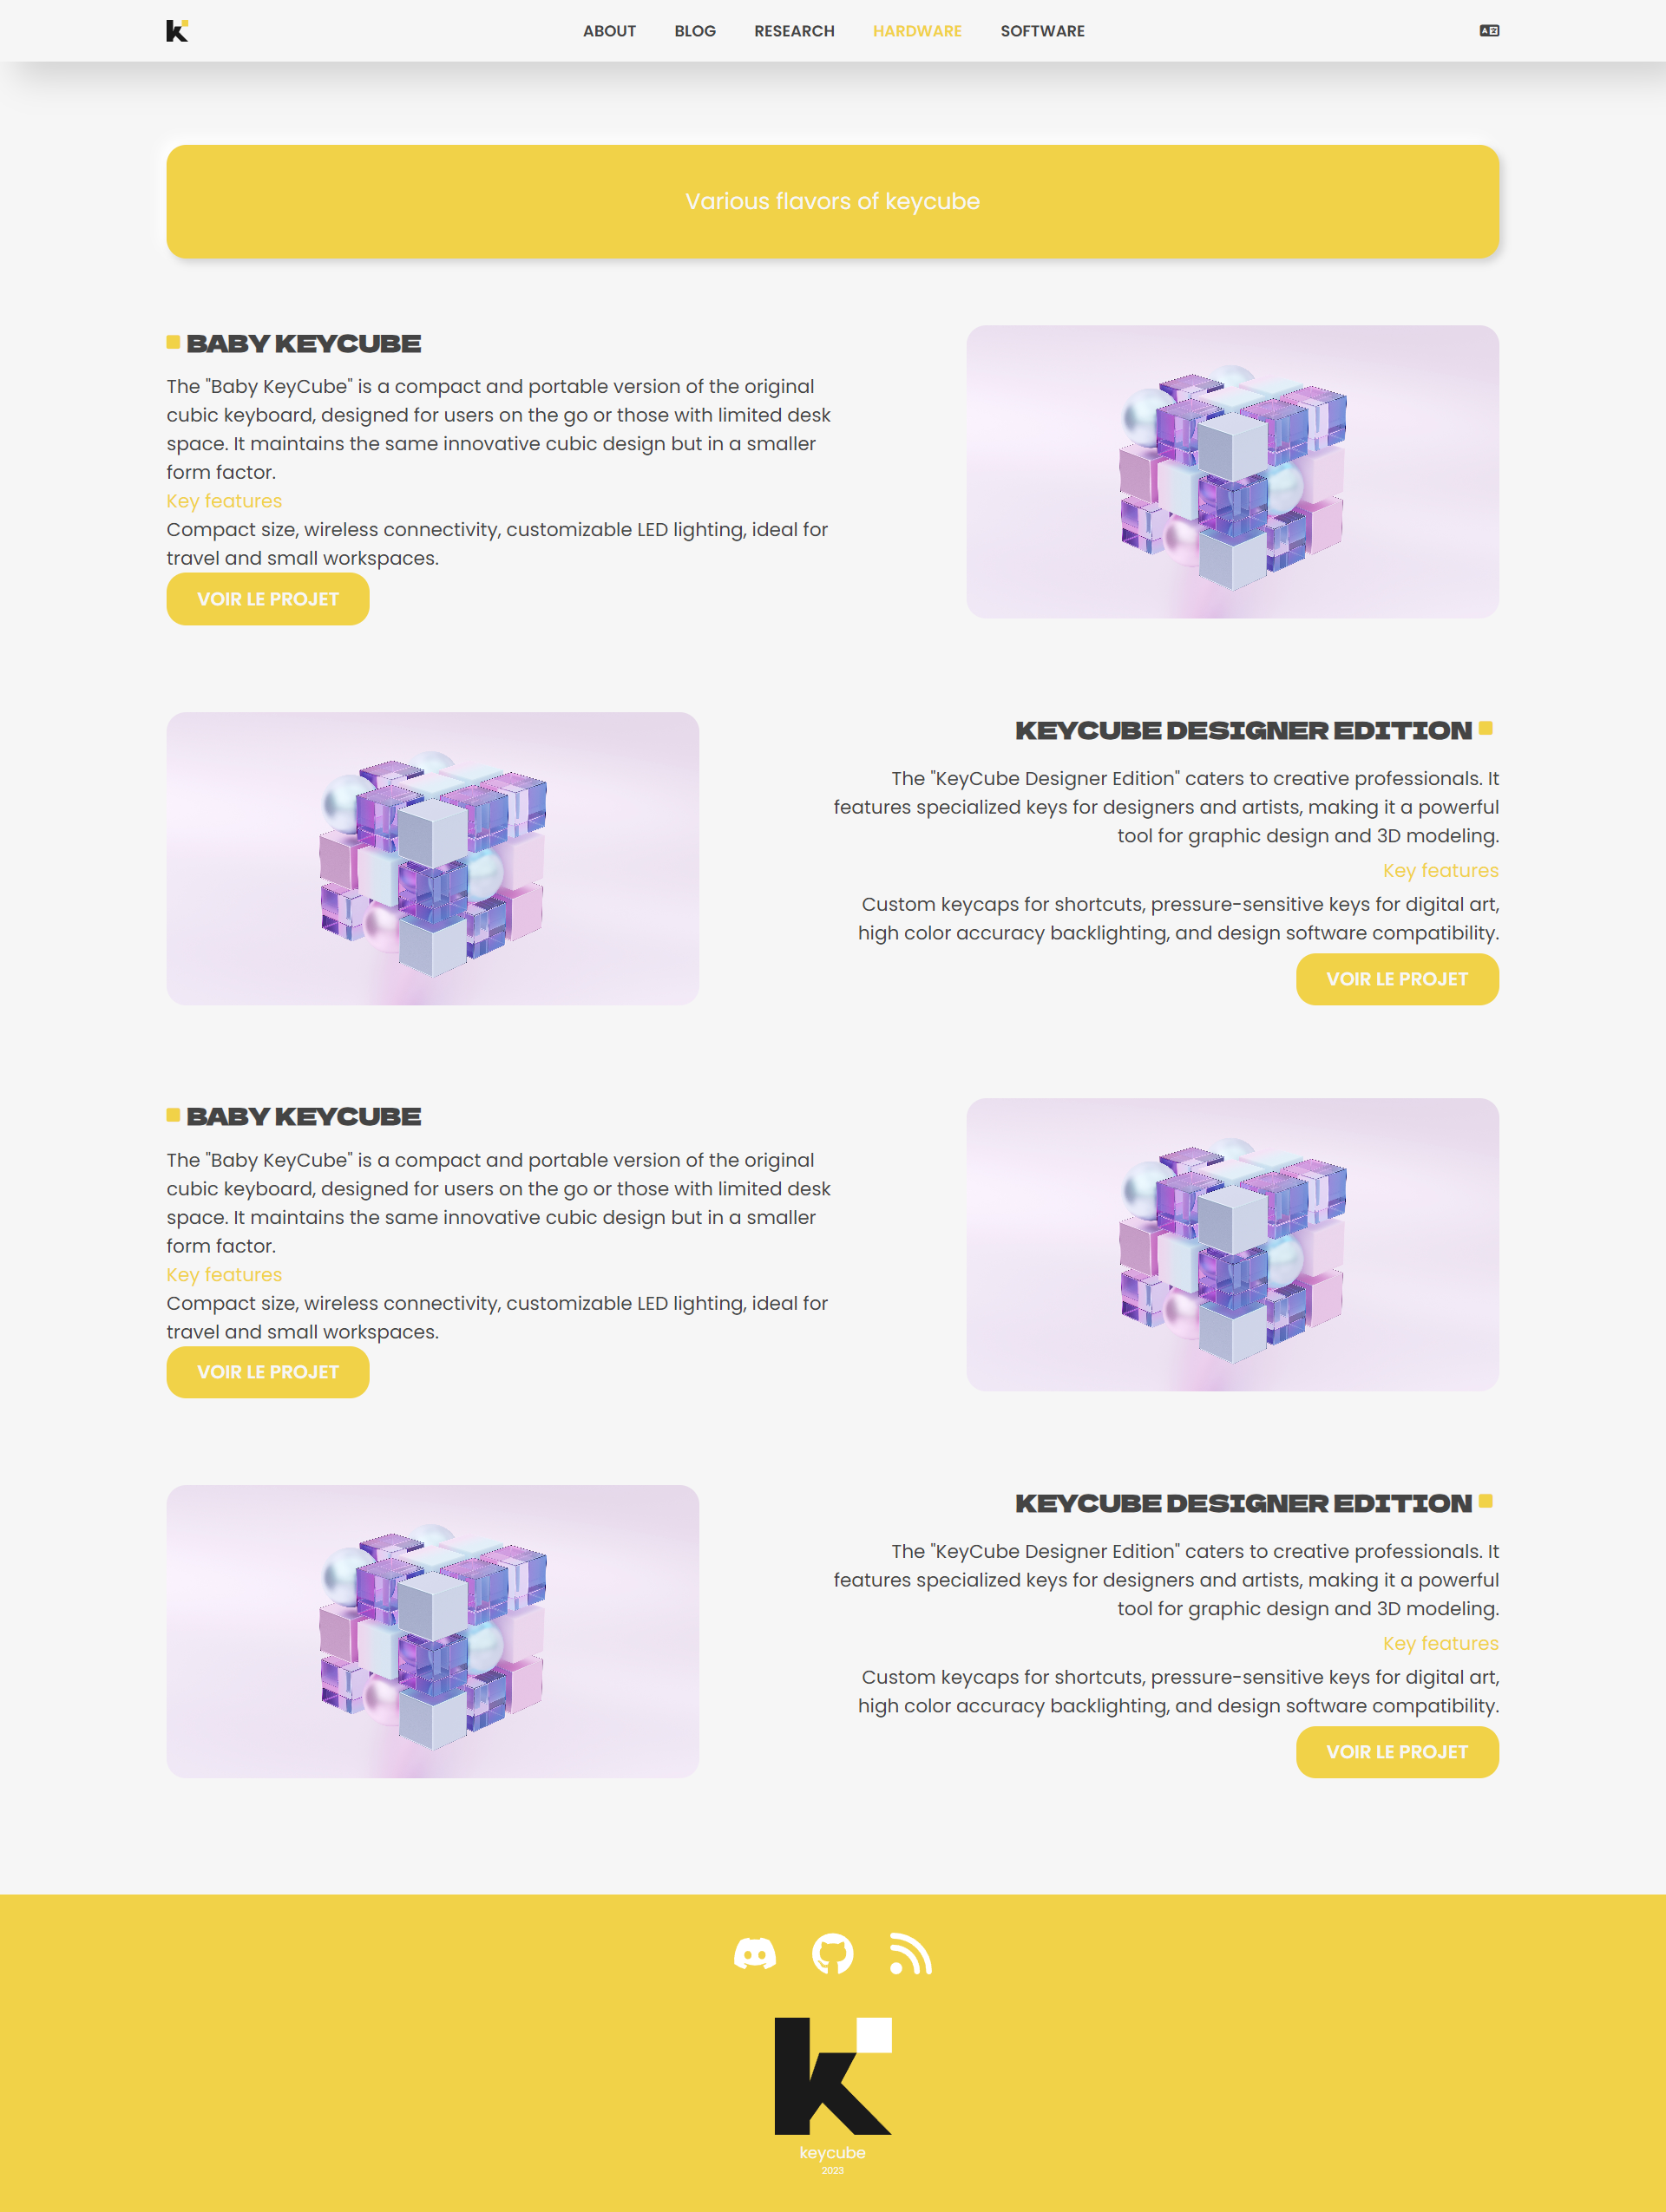 k
ABOUT BLOG RESEARCH HARDWARE SOFTWARE
A
Various flavors of keycube
BABY KEYCUBE
The "Baby KeyCube" is a compact and portable version of the original
cubic keyboard, designed for users on the go or those with limited desk
space. It maintains the same innovative cubic design but in a smaller
form factor.
Key features
Compact size, wireless connectivity, customizable LED lighting, ideal for
travel and small workspaces.
VOIR LE PROJET
KEYCUBE DESIGNER EDITION
The "KeyCube Designer Edition" caters to creative professionals. It
features specialized keys for designers and artists, making it a powerful
tool for graphic design and 3D modeling.
Key features
Custom keycaps for shortcuts, pressure-sensitive keys for digital art,
high color accuracy backlighting, and design software compatibility.
VOIR LE PROJET
BABY KEYCUBE
The "Baby KeyCube" is a compact and portable version of the original
cubic keyboard, designed for users on the go or those with limited desk
space. It maintains the same innovative cubic design but in a smaller
form factor.
Key features
Compact size, wireless connectivity, customizable LED lighting, ideal for
travel and small workspaces.
VOIR LE PROJET
KEYCUBE DESIGNER EDITION
The "KeyCube Designer Edition" caters to creative professionals. It
features specialized keys for designers and artists, making it a powerful
tool for graphic design and 3D modeling.
Key features
Custom keycaps for shortcuts, pressure-sensitive keys for digital art,
high color accuracy backlighting, and design software compatibility.
VOIR LE PROJET
k
keycube
2023